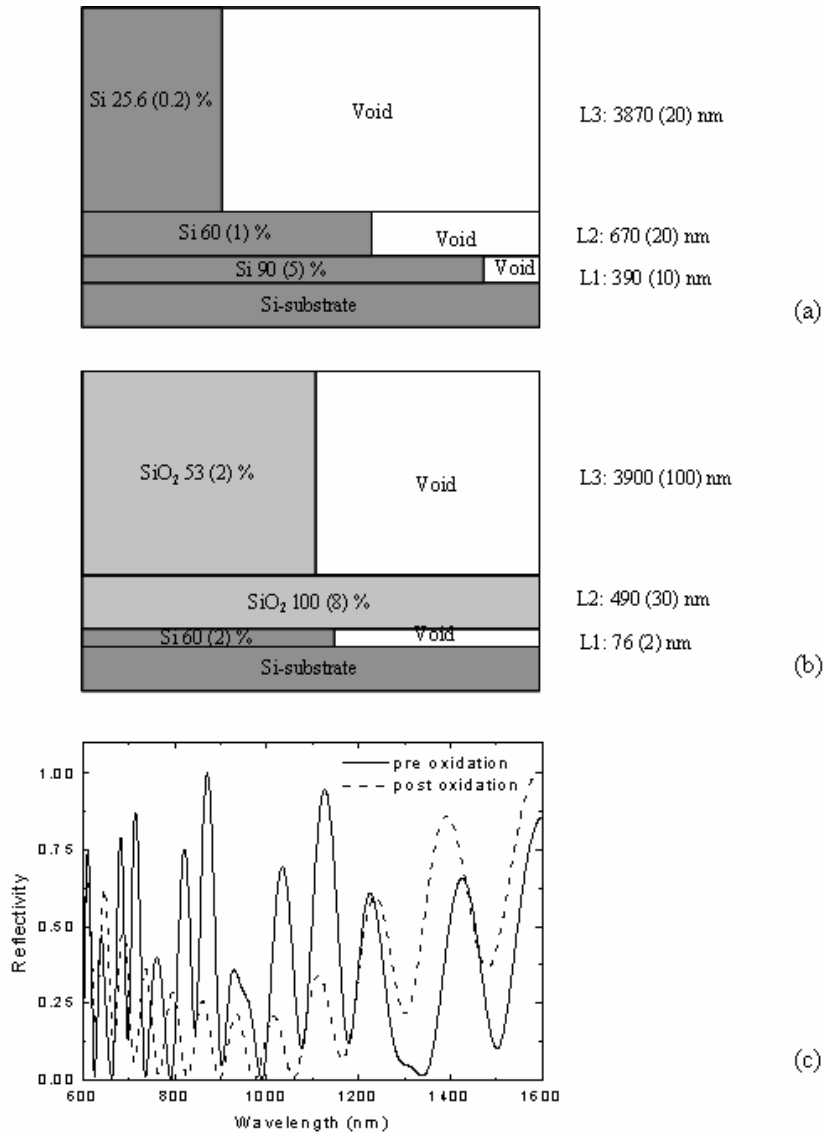 Si 25.6 (0.2) %
Void
L3: 3870 (20) nm
Si 60 (1) %
Void
L2: 670 (20) nm
Si 90 (5) %
Void
L1: 390 (10) nm
Si-substrate
(a)
SiO₂ 53 (2) %
Void
L3: 3900 (100) nm
SiO₂ 100 (8) %
L2: 490 (30) nm
Si 60 (2) %
Void
L1: 76 (2) nm
Si-substrate
(b)
pre oxidation
post oxidation
1.00
0.75
0.50
0.25
0.00
Reflectivity
600 800 1000 1200 1400 1600
Wavelength (nm)
(c)